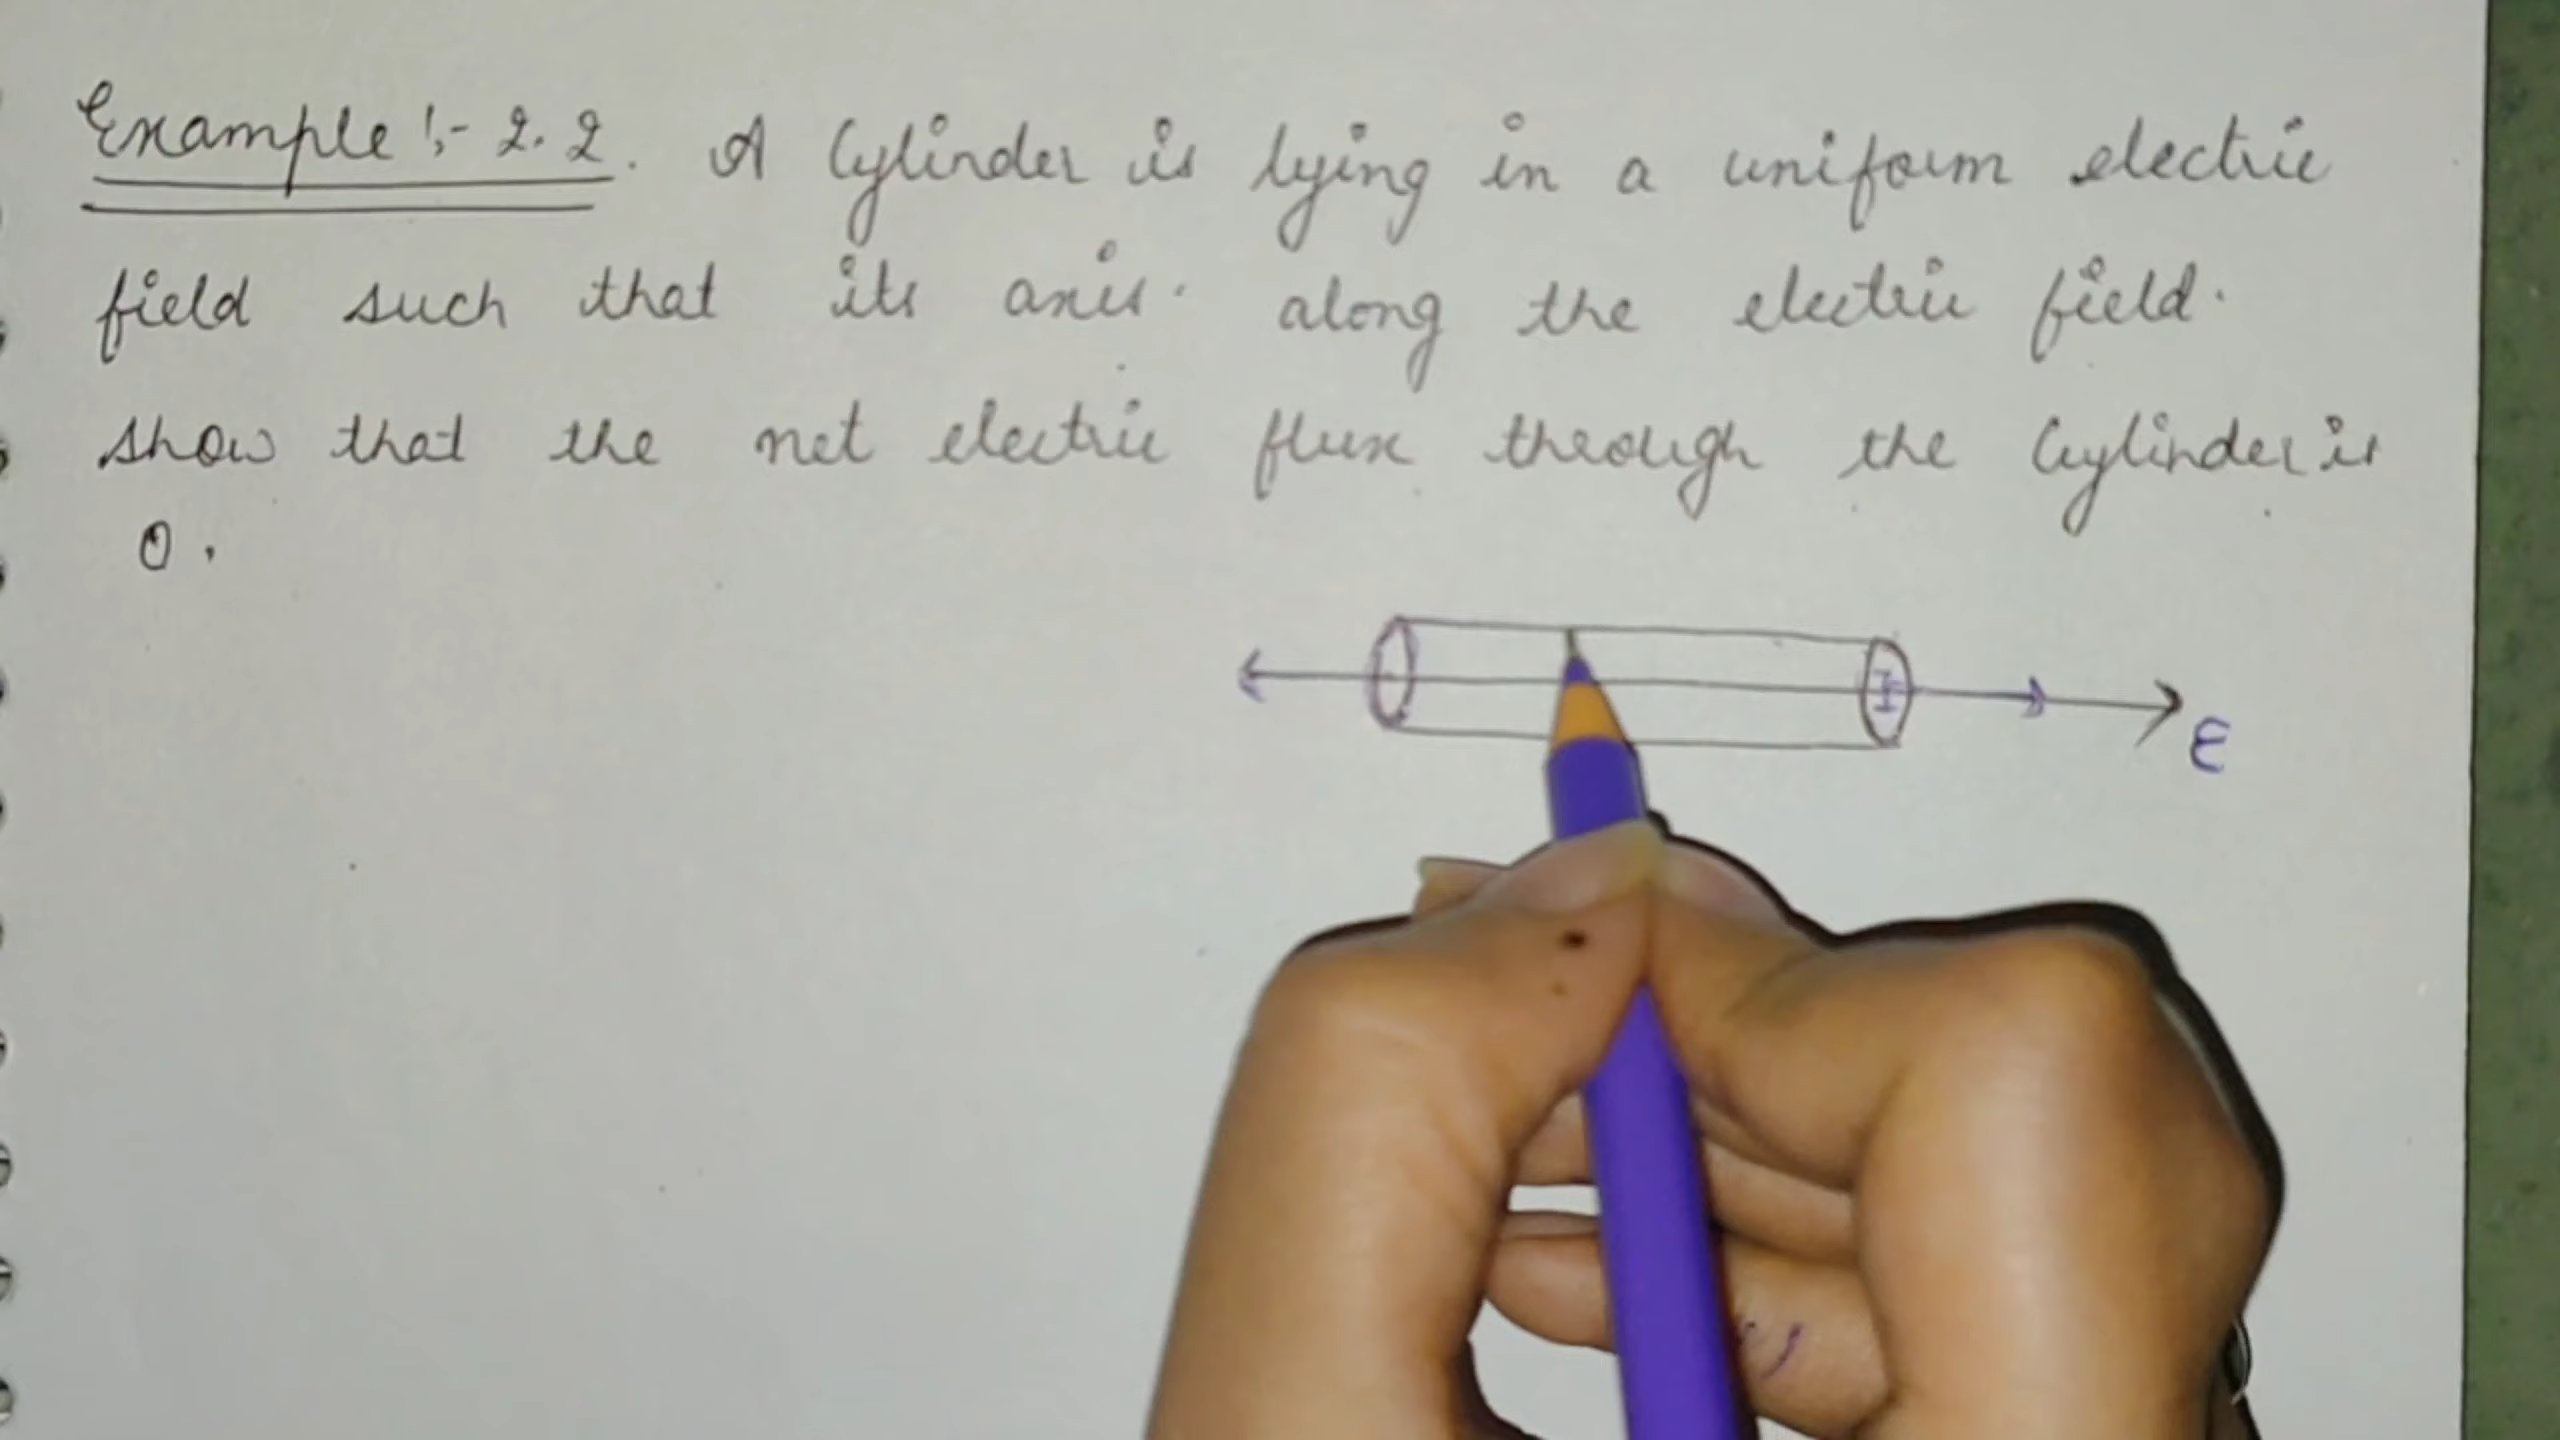 Example :- 2.2. A Cylinder is lying in a uniform electric
field such that its axis. along the electric field.
show that the net electric flux through the Cylinder is
0.
I
E